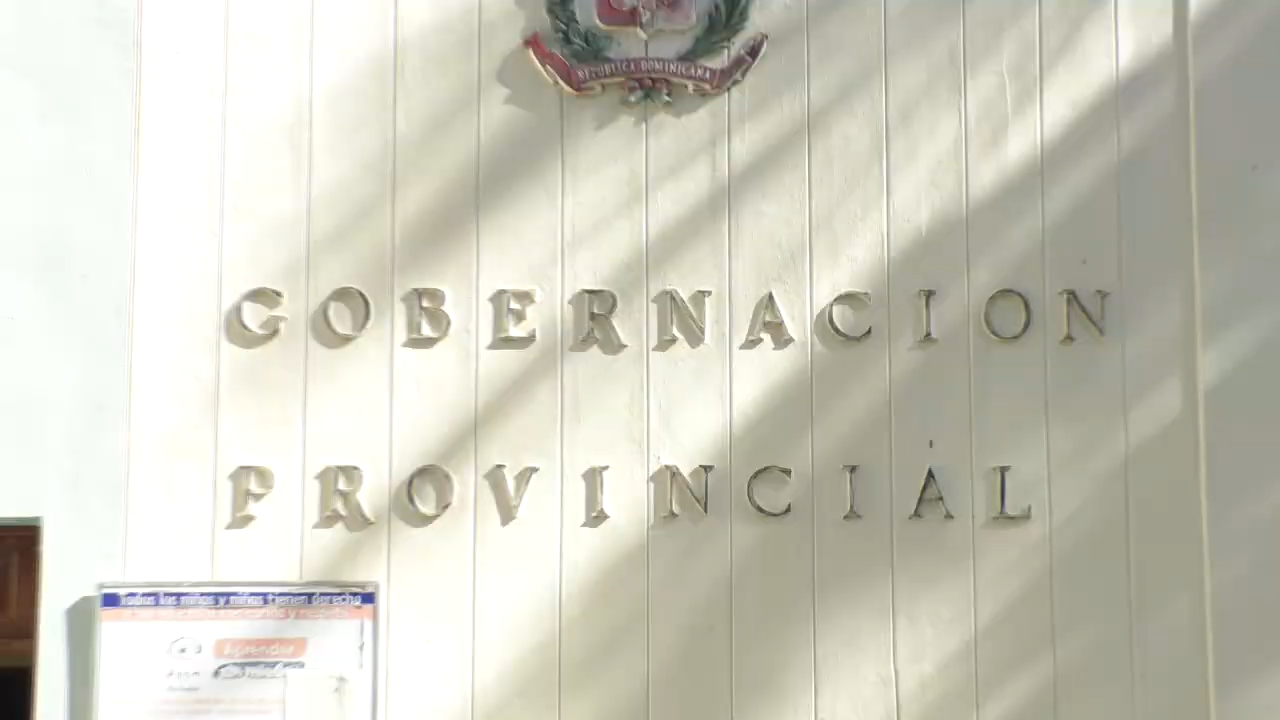 REPUBLICA DOMINICANA
GOBERNACION
PROVINCIAL
Todos los niños y niñas tienen derecho
Aprender